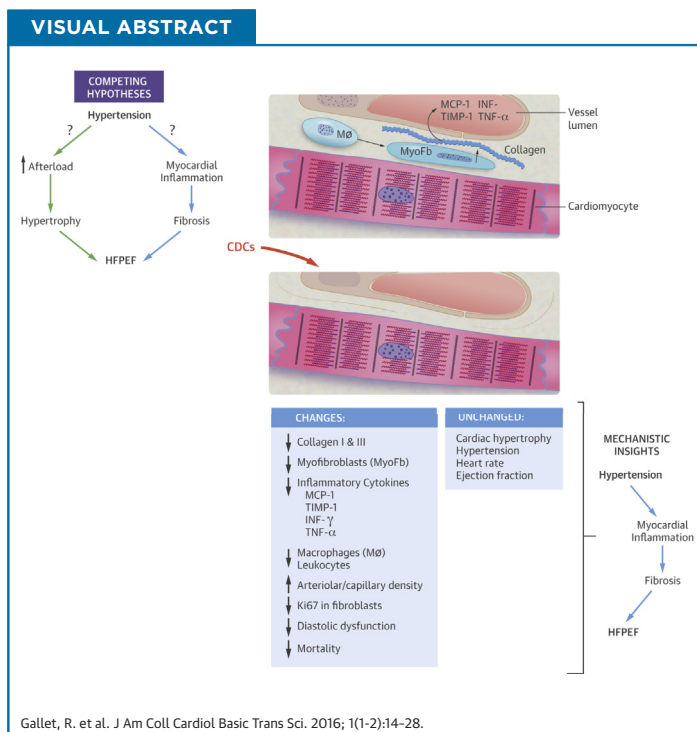 VISUAL ABSTRACT
COMPETING
HYPOTHESES
Hypertension
?
?
Afterload
Myocardial
Inflammation
Hypertrophy
Fibrosis
HFPEF
CDCs
MCP-1 INF-
TIMP-1 TNF-α
Vessel
lumen
MØ
MyoFb
Collagen
Cardiomyocyte
CHANGES:
Collagen I & III
Myofibroblasts (MyoFb)
Inflammatory Cytokines
MCP-1
TIMP-1
INF-γ
TNF-α
Macrophages (MØ)
Leukocytes
Arteriolar/capillary density
Ki67 in fibroblasts
Diastolic dysfunction
Mortality
UNCHANGED:
Cardiac hypertrophy
Hypertension
Heart rate
Ejection fraction
MECHANISTIC
INSIGHTS
Hypertension
Myocardial
Inflammation
Fibrosis
HFPEF
Gallet, R. et al. J Am Coll Cardiol Basic Trans Sci. 2016; 1(1-2):14–28.